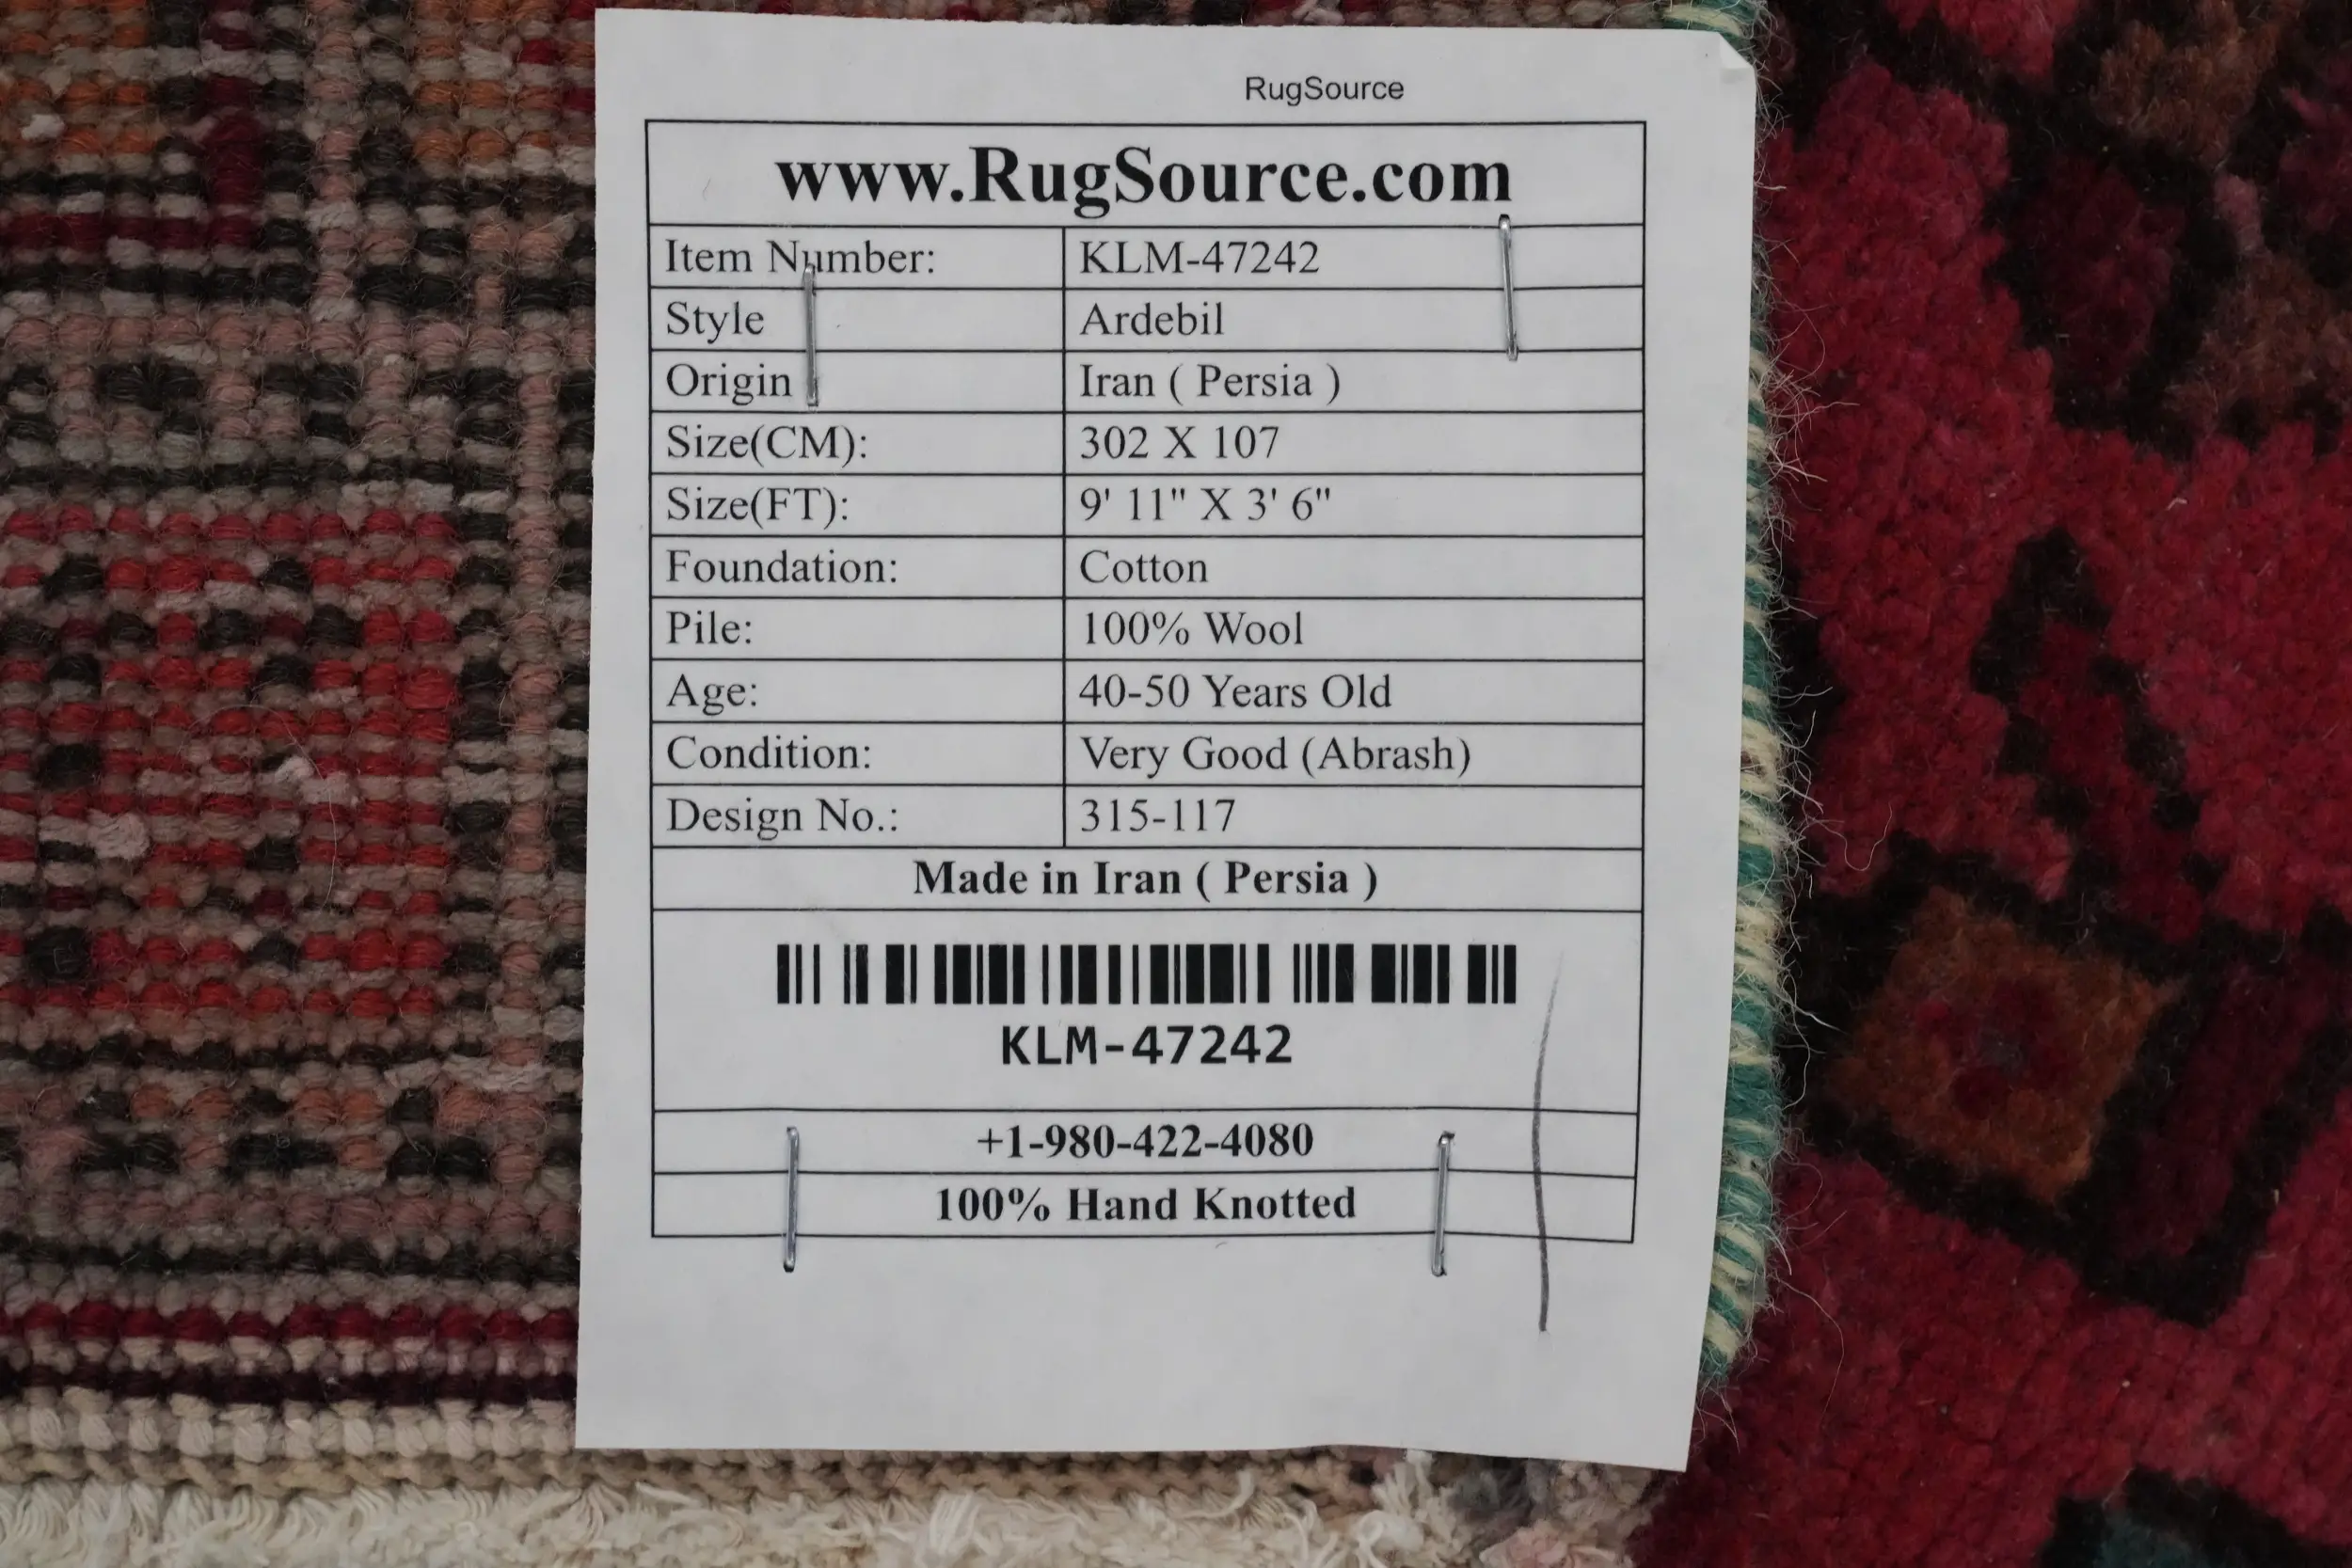 RugSource
www.RugSource.com
Item Number: KLM-47242
Style Ardebil
Origin Iran ( Persia )
Size(CM): 302 X 107
Size(FT): 9' 11" X 3' 6"
Foundation: Cotton
Pile: 100% Wool
Age: 40-50 Years Old
Condition: Very Good (Abrash)
Design No.: 315-117
Made in Iran ( Persia )
KLM-47242
+1-980-422-4080
100% Hand Knotted